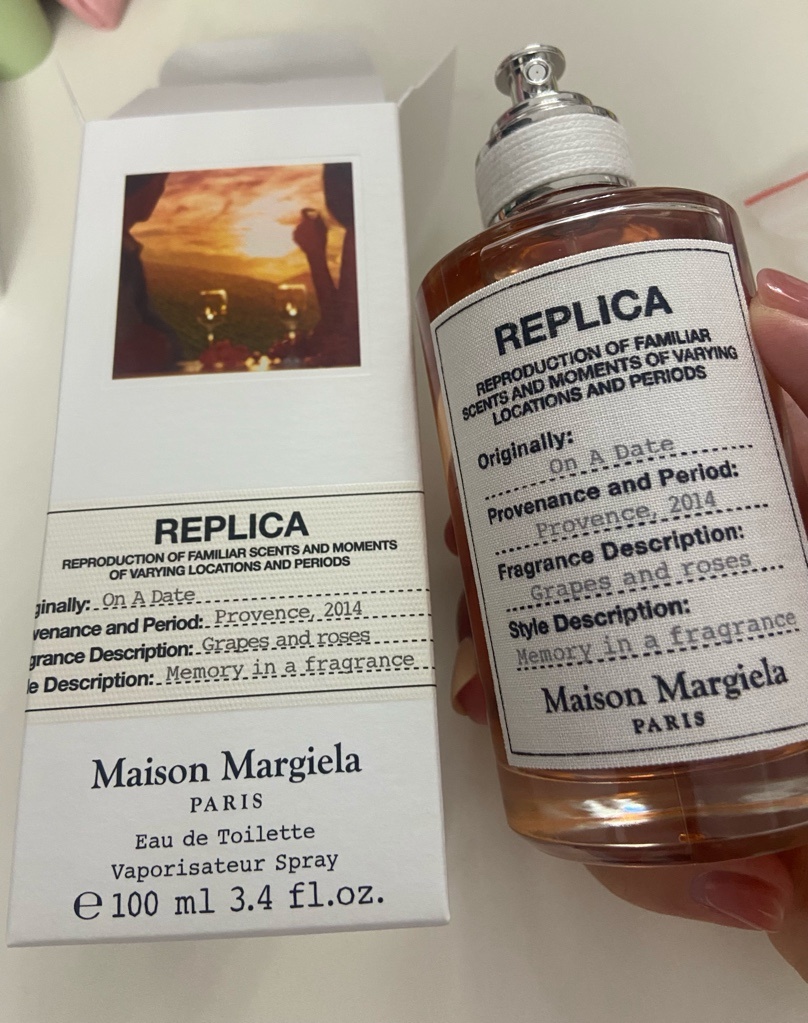 REPLICA
REPRODUCTION OF FAMILIAR SCENTS AND MOMENTS
OF VARYING LOCATIONS AND PERIODS
ginally: On A Date
venance and Period: Provence, 2014
grance Description: Grapes and roses
e Description: Memory in a fragrance
Maison Margiela
PARIS
Eau de Toilette
Vaporisateur Spray
℮ 100 ml 3.4 fl.oz.
REPLICA
REPRODUCTION OF FAMILIAR
SCENTS AND MOMENTS OF VARYING
LOCATIONS AND PERIODS
Originally:
On A Date
Provenance and Period:
Provence, 2014
Fragrance Description:
Grapes and roses
Style Description:
Memory in a fragrance
Maison Margiela
PARIS